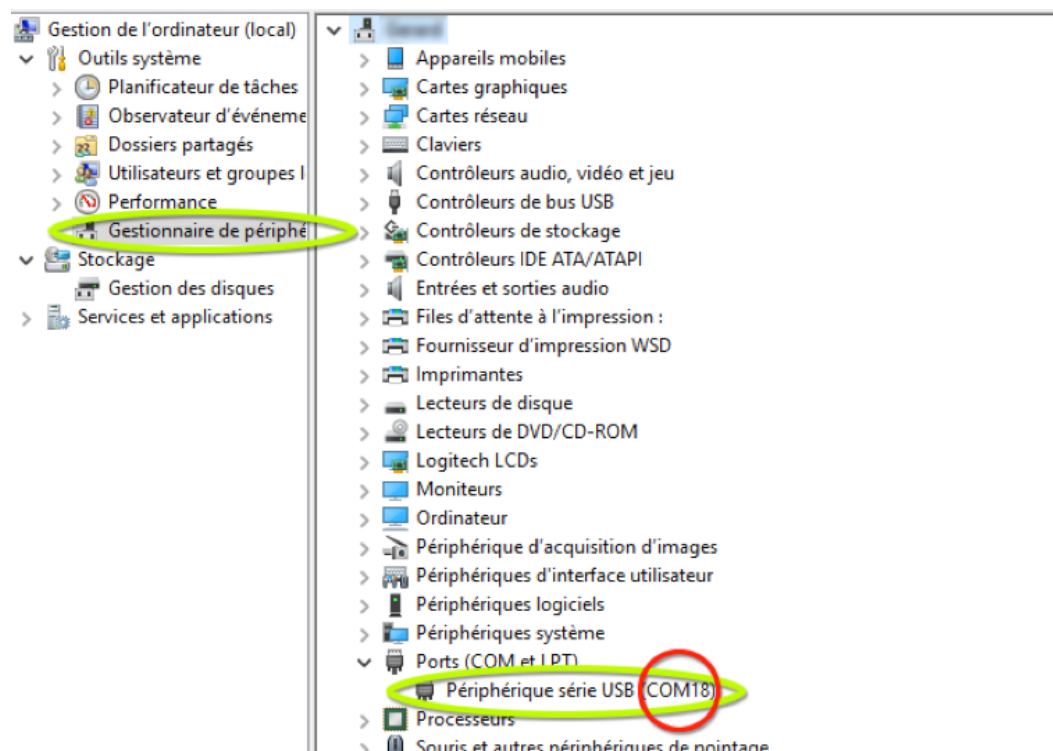 Gestion de l'ordinateur (local)
Outils système
Planificateur de tâches
Observateur d'événeme
Dossiers partagés
Utilisateurs et groupes l
Performance
Gestionnaire de périphé
Stockage
Gestion des disques
Services et applications
Appareils mobiles
Cartes graphiques
Cartes réseau
Claviers
Contrôleurs audio, vidéo et jeu
Contrôleurs de bus USB
Contrôleurs de stockage
Contrôleurs IDE ATA/ATAPI
Entrées et sorties audio
Files d'attente à l'impression :
Fournisseur d'impression WSD
Imprimantes
Lecteurs de disque
Lecteurs de DVD/CD-ROM
Logitech LCDs
Moniteurs
Ordinateur
Périphérique d'acquisition d'images
Périphériques d'interface utilisateur
Périphériques logiciels
Périphériques système
Ports (COM et LPT)
Périphérique série USB (COM18)
Processeurs
Souris et autres périphériques de pointage